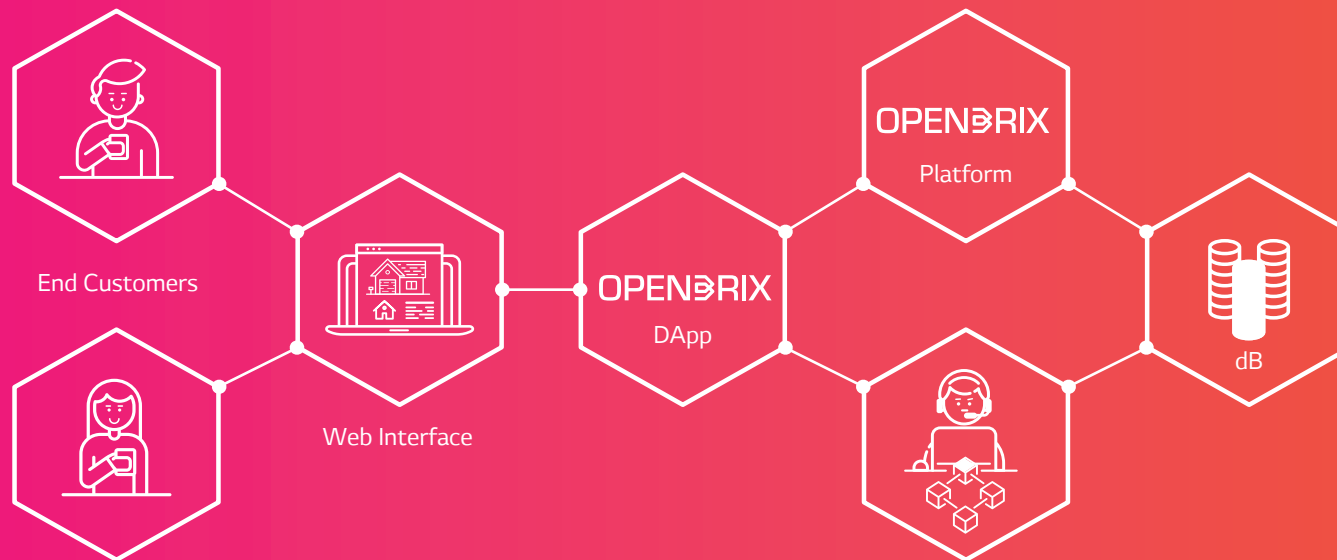 End Customers
Web Interface
OPENBRIX
DApp
OPENBRIX
Platform
dB